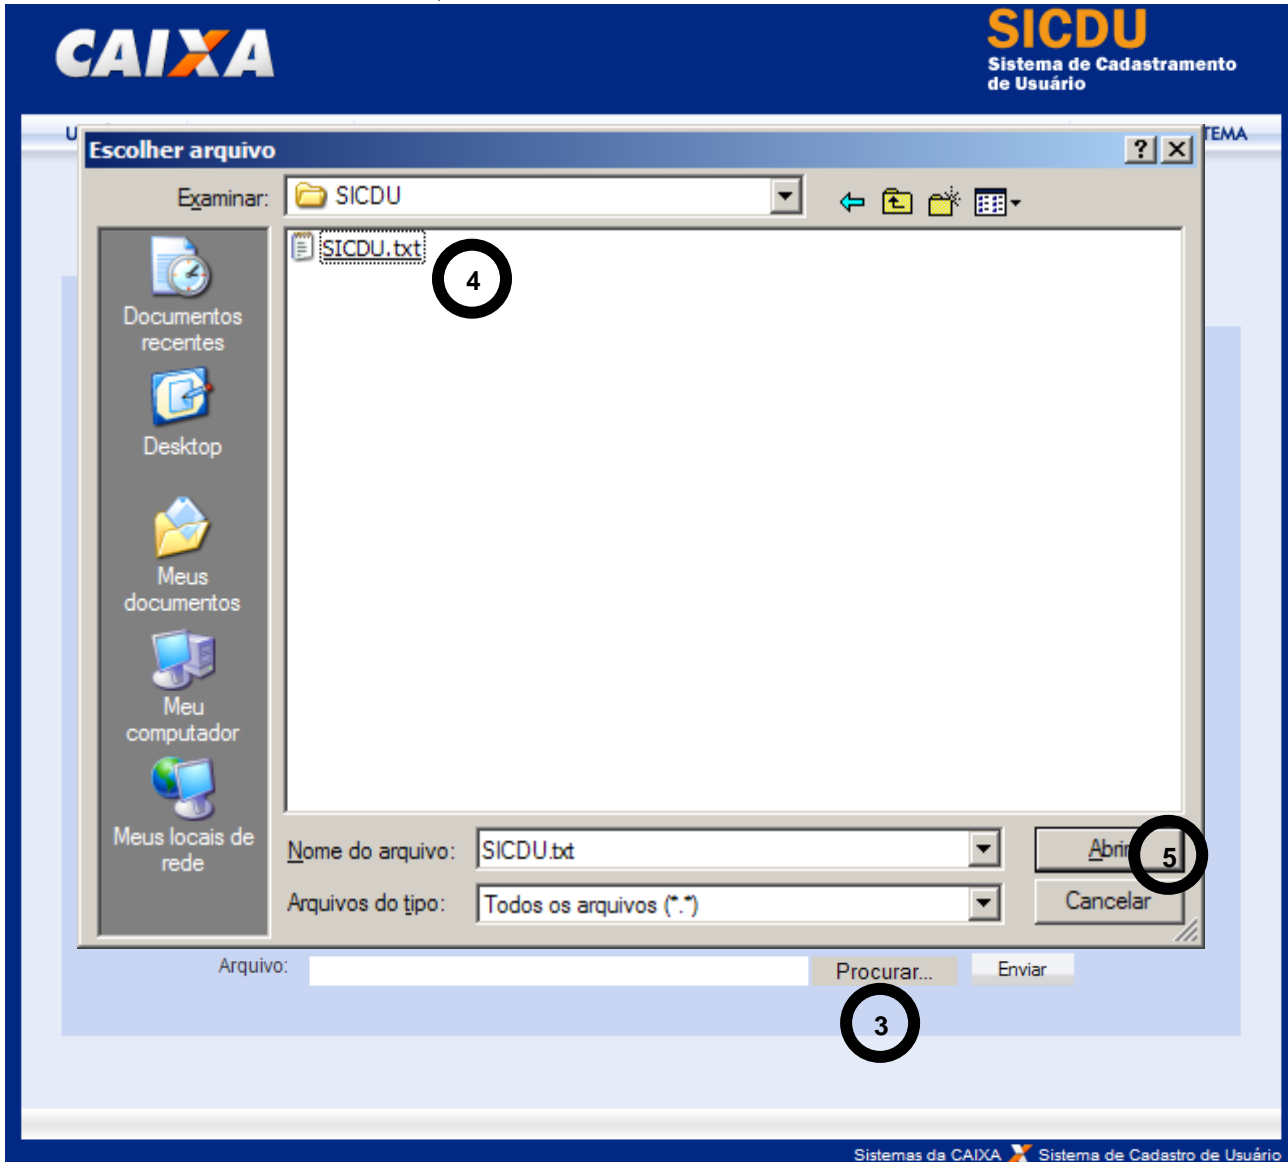 CAIXA
SICDU
Sistema de Cadastramento
de Usuário
U
TEMA
Escolher arquivo
Examinar:
SICDU
SICDU.txt
4
Documentos
recentes
Desktop
Meus
documentos
Meu
computador
Meus locais de
rede
Nome do arquivo: SICDU.txt
Abrir
5
Arquivos do tipo: Todos os arquivos (*.*)
Cancelar
Arquivo:
Procurar...
Enviar
3
Sistemas da CAIXA X Sistema de Cadastro de Usuário